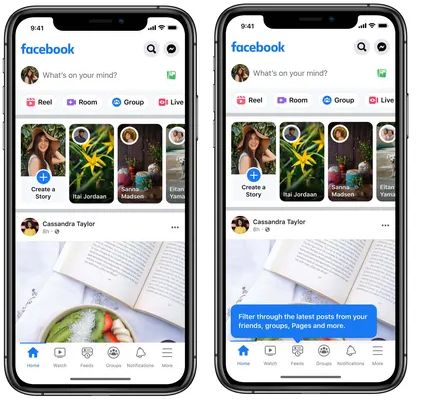 9:41
facebook
What's on your mind?
Reel
Room
Group
Live
Create a
Story
Itai Jordaan
Sanna
Madsen
Eitan
Yama
Cassandra Taylor
8h
Home
Watch
Feeds
Groups
Notifications
More
9:41
facebook
What's on your mind?
Reel
Room
Group
Live
Create a
Story
Itai Jordaan
Sanna
Madsen
Eitan
Yama
Cassandra Taylor
8h
Filter through the latest posts from your
friends, groups, Pages and more.
Home
Watch
Feeds
Groups
Notifications
More